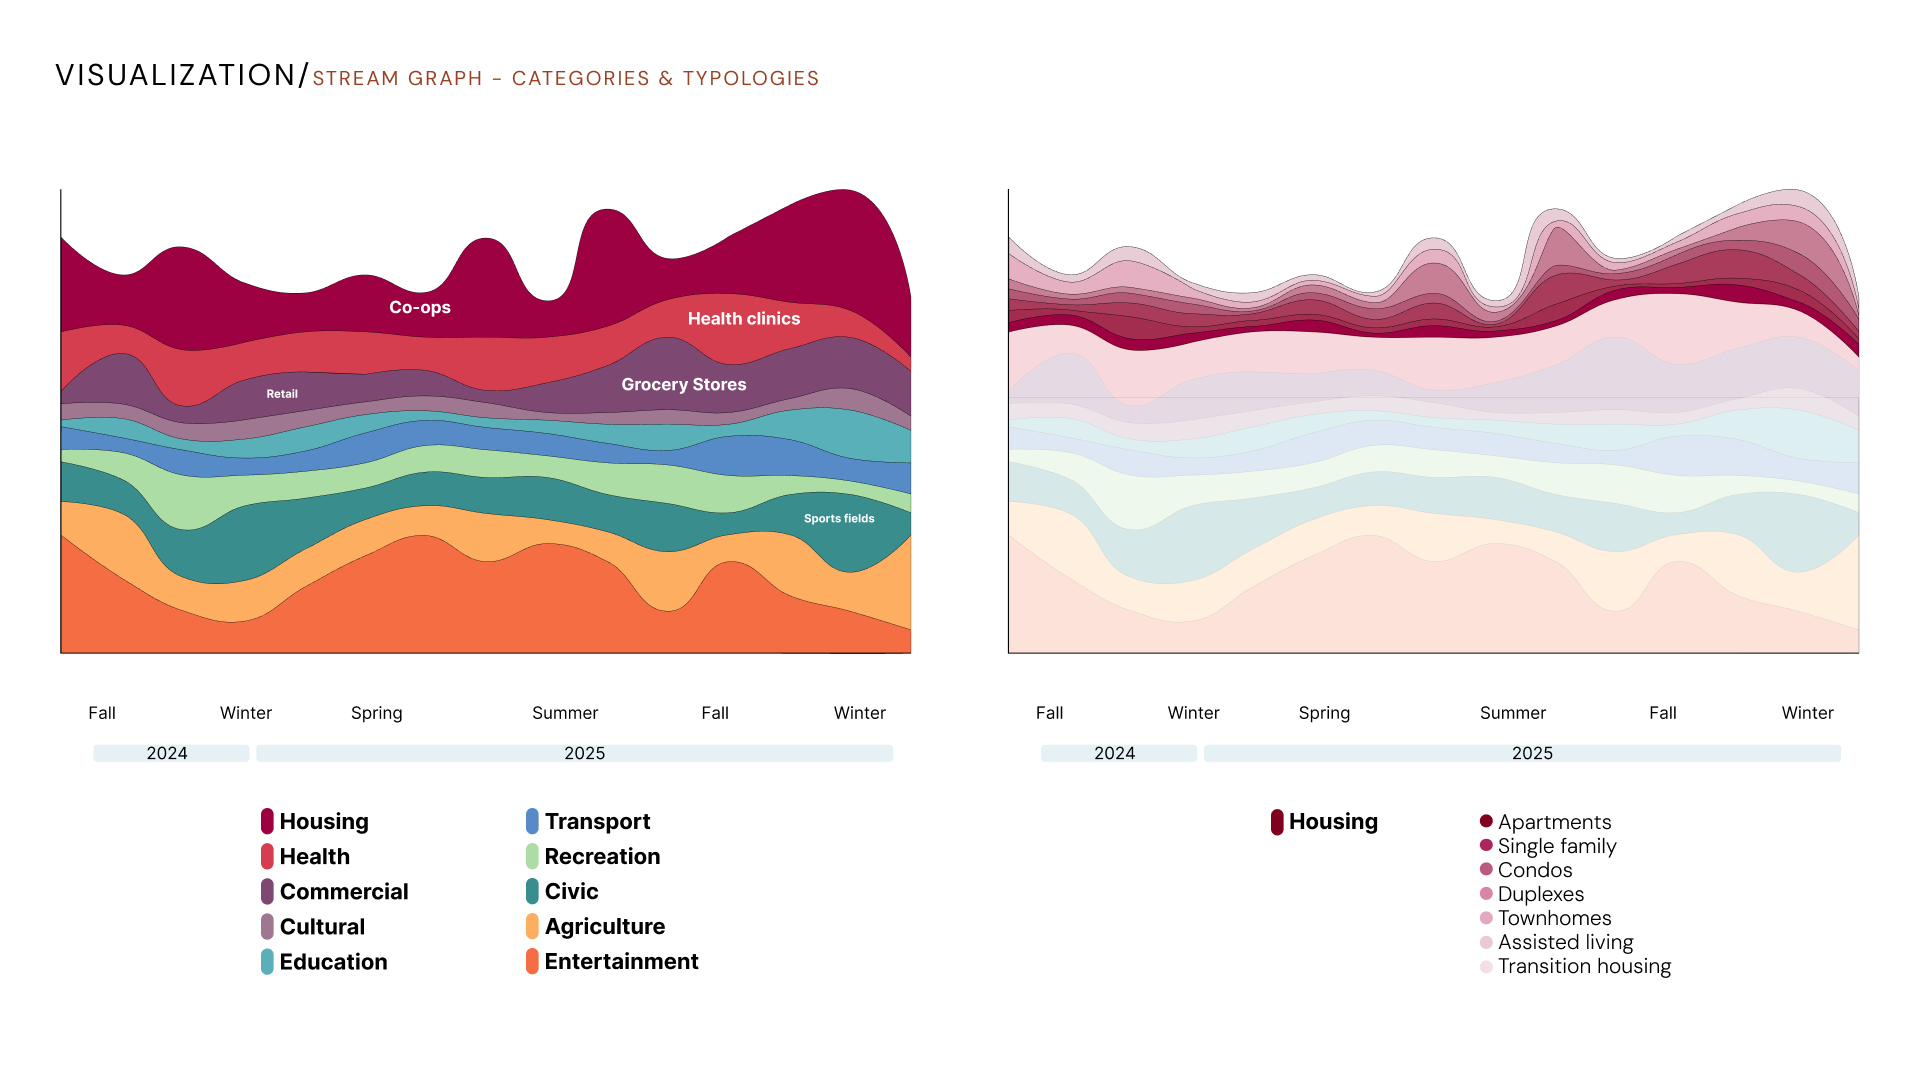 VISUALIZATION/STREAM GRAPH – CATEGORIES & TYPOLOGIES
Co-ops
Health clinics
Grocery Stores
Retail
Sports fields
Fall Winter Spring Summer Fall Winter
2024 2025
Housing
Health
Commercial
Cultural
Education
Transport
Recreation
Civic
Agriculture
Entertainment
Fall Winter Spring Summer Fall Winter
2024 2025
Housing
Apartments
Single family
Condos
Duplexes
Townhomes
Assisted living
Transition housing